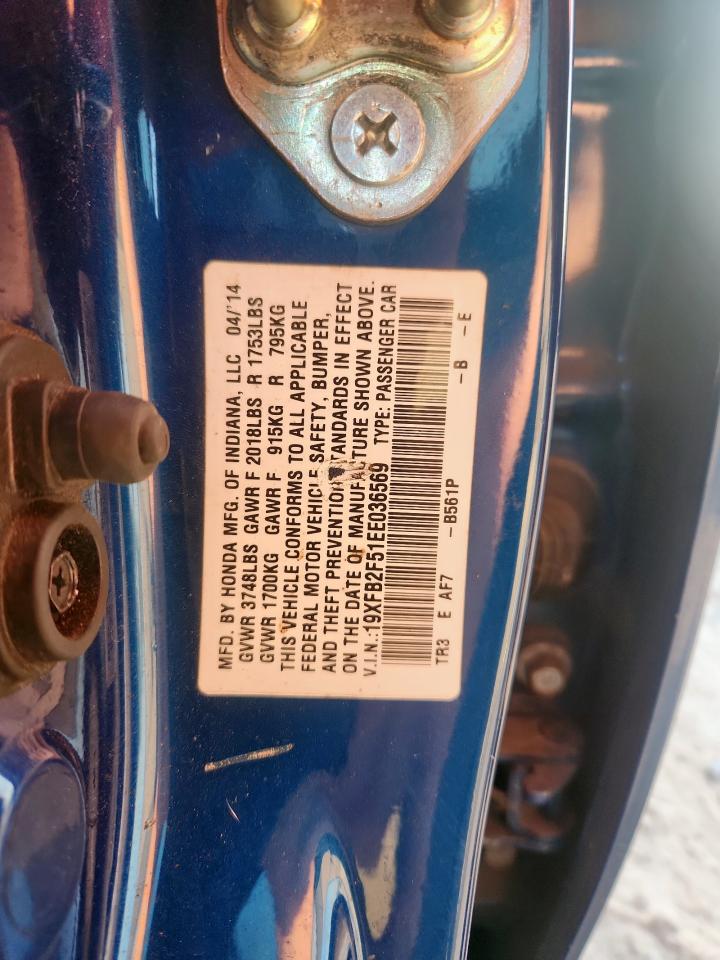 MFD. BY HONDA MFG. OF INDIANA, LLC 04/'14
GVWR 3748LBS GAWR F 2018LBS R 1753LBS
GVWR 1700KG GAWR F 915KG R 795KG
THIS VEHICLE CONFORMS TO ALL APPLICABLE
FEDERAL MOTOR VEHICLE SAFETY, BUMPER,
AND THEFT PREVENTION STANDARDS IN EFFECT
ON THE DATE OF MANUFACTURE SHOWN ABOVE.
V.I.N.:19XFB2F51EE036569 TYPE: PASSENGER CAR
TR3 E AF7 –B561P –B –E